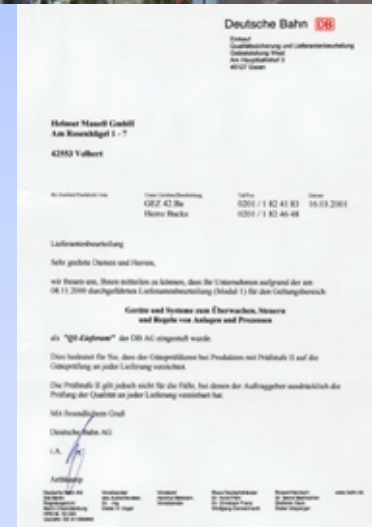 Deutsche Bahn DB
Einkauf
Qualitätssicherung und Lieferantenbeurteilung
Gebietsleitung West
Am Hauptbahnhof 3
45127 Essen
Helmut Mauell GmbH
Am Rosenhügel 1 - 7
42553 Velbert
GEZ 42 Bu
0201 / 1 82 41 83
16.03.2001
Heinz Backs
0201 / 1 82 46 48
Lieferantenbeurteilung
Sehr geehrte Damen und Herren,
wir freuen uns, Ihnen mitteilen zu können, dass Ihr Unternehmen aufgrund der am
08.11.2000 durchgeführten Lieferantenbeurteilung (Modul 1) für den Geltungsbereich
Geräte und Systeme zum Überwachen, Steuern
und Regeln von Anlagen und Prozessen
als "Q1-Lieferant" der DB AG eingestuft wurde.
Dies bedeutet für Sie, dass der Güteprüfdienst bei Produkten mit Prüfstufe II auf die
Güteprüfung an jeder Lieferung verzichtet.
Die Prüfstufe II gilt jedoch nicht für die Fälle, bei denen der Auftraggeber ausdrücklich die
Prüfung der Qualität an jeder Lieferung vereinbart hat.
Mit freundlichem Gruß
Deutsche Bahn AG
i.A.